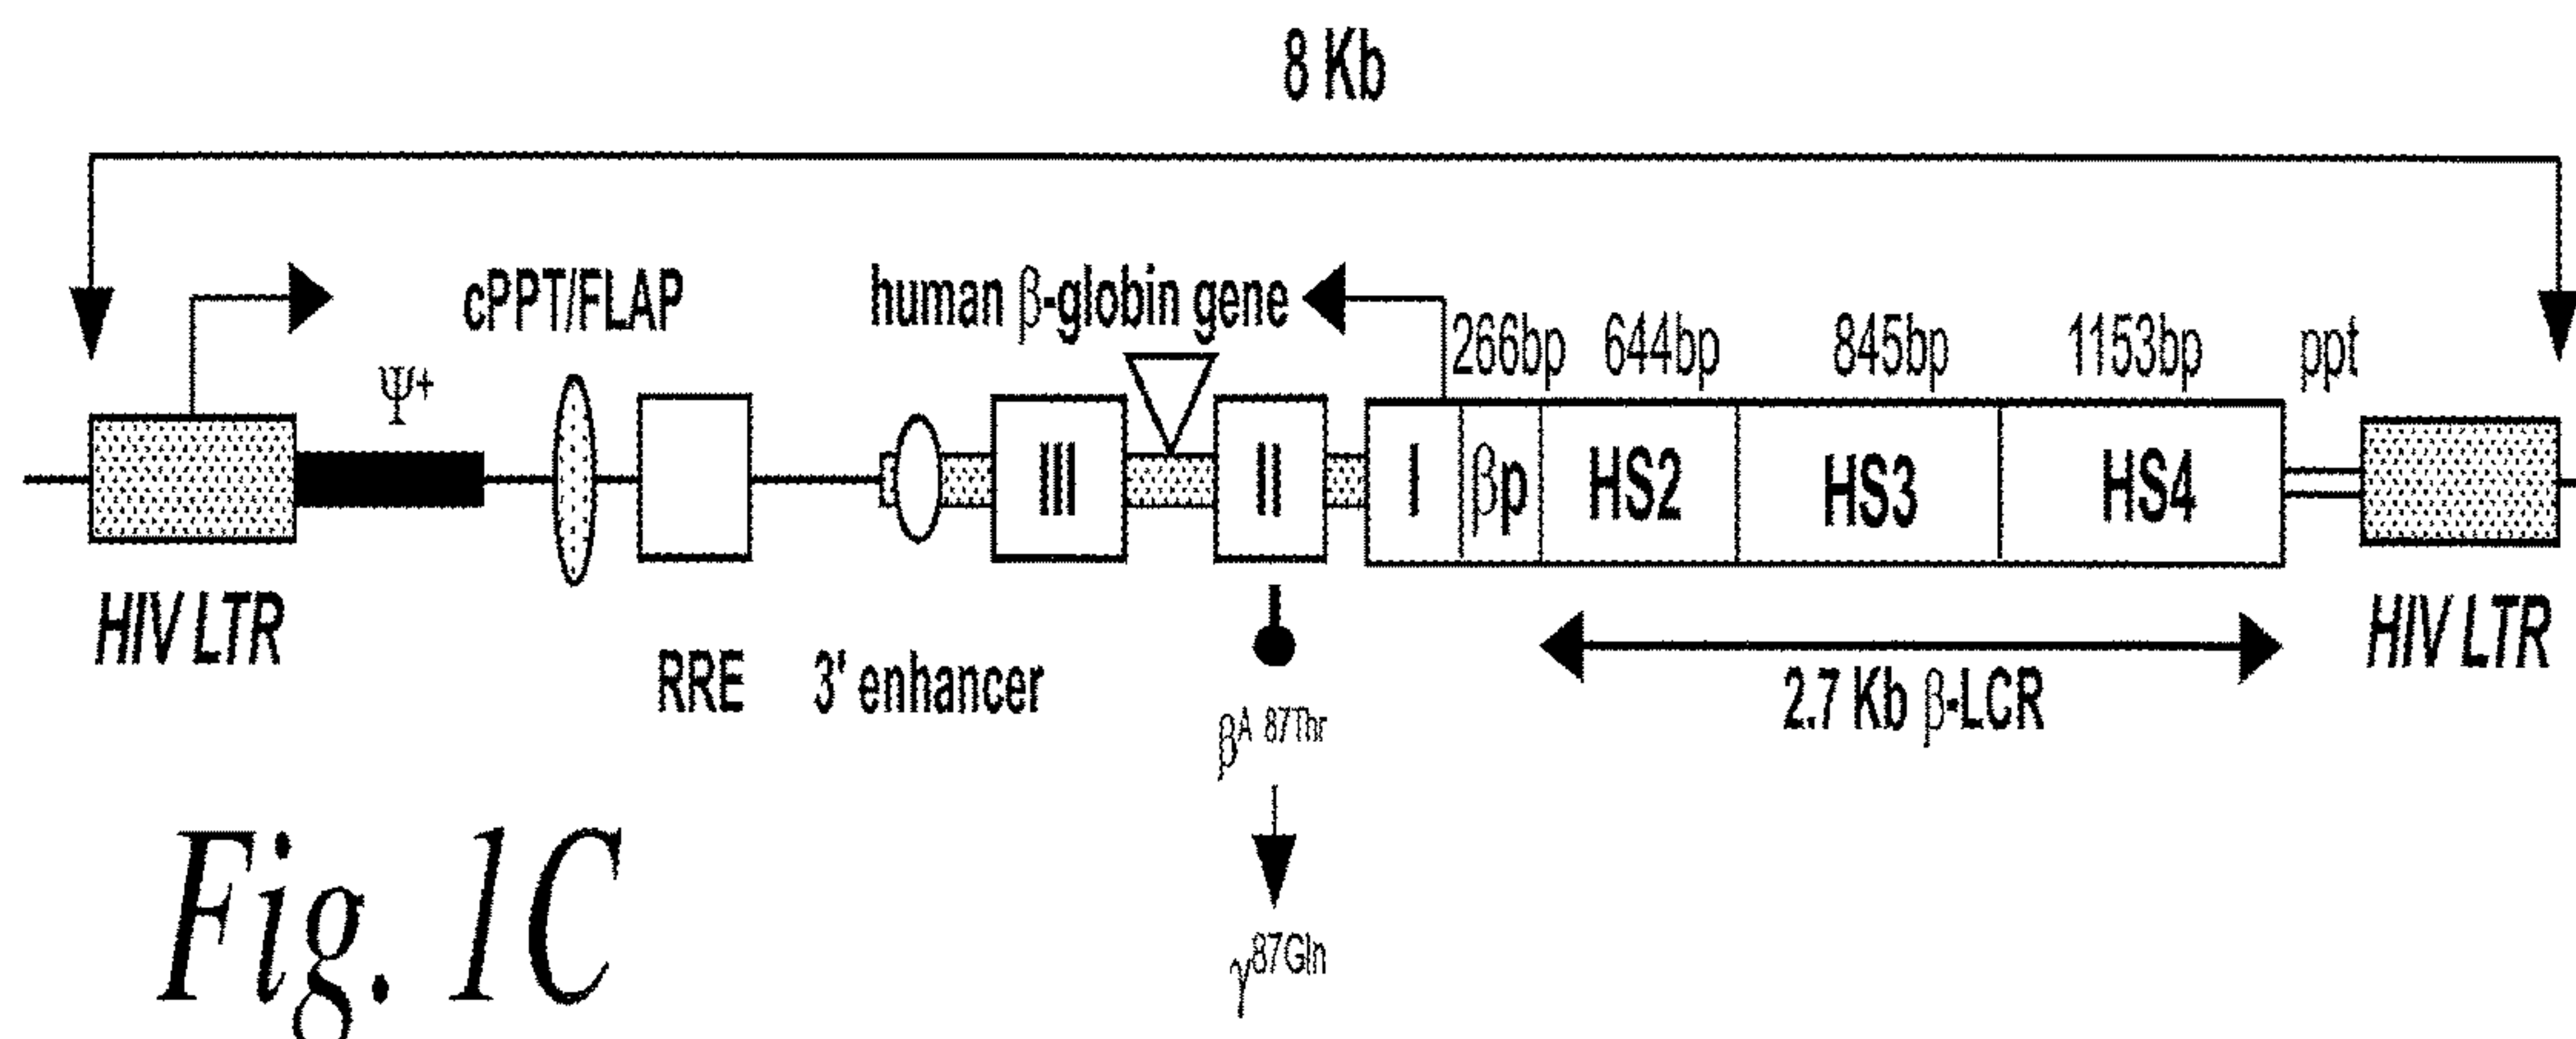 8 Kb
cPPT/FLAP
human β-globin gene
266bp 644bp 845bp 1153bp ppt
Ψ+
III II I βp HS2 HS3 HS4
HIV LTR
HIV LTR
RRE 3' enhancer
2.7 Kb β-LCR
βA 87Thr
γ87Gln
Fig. 1C